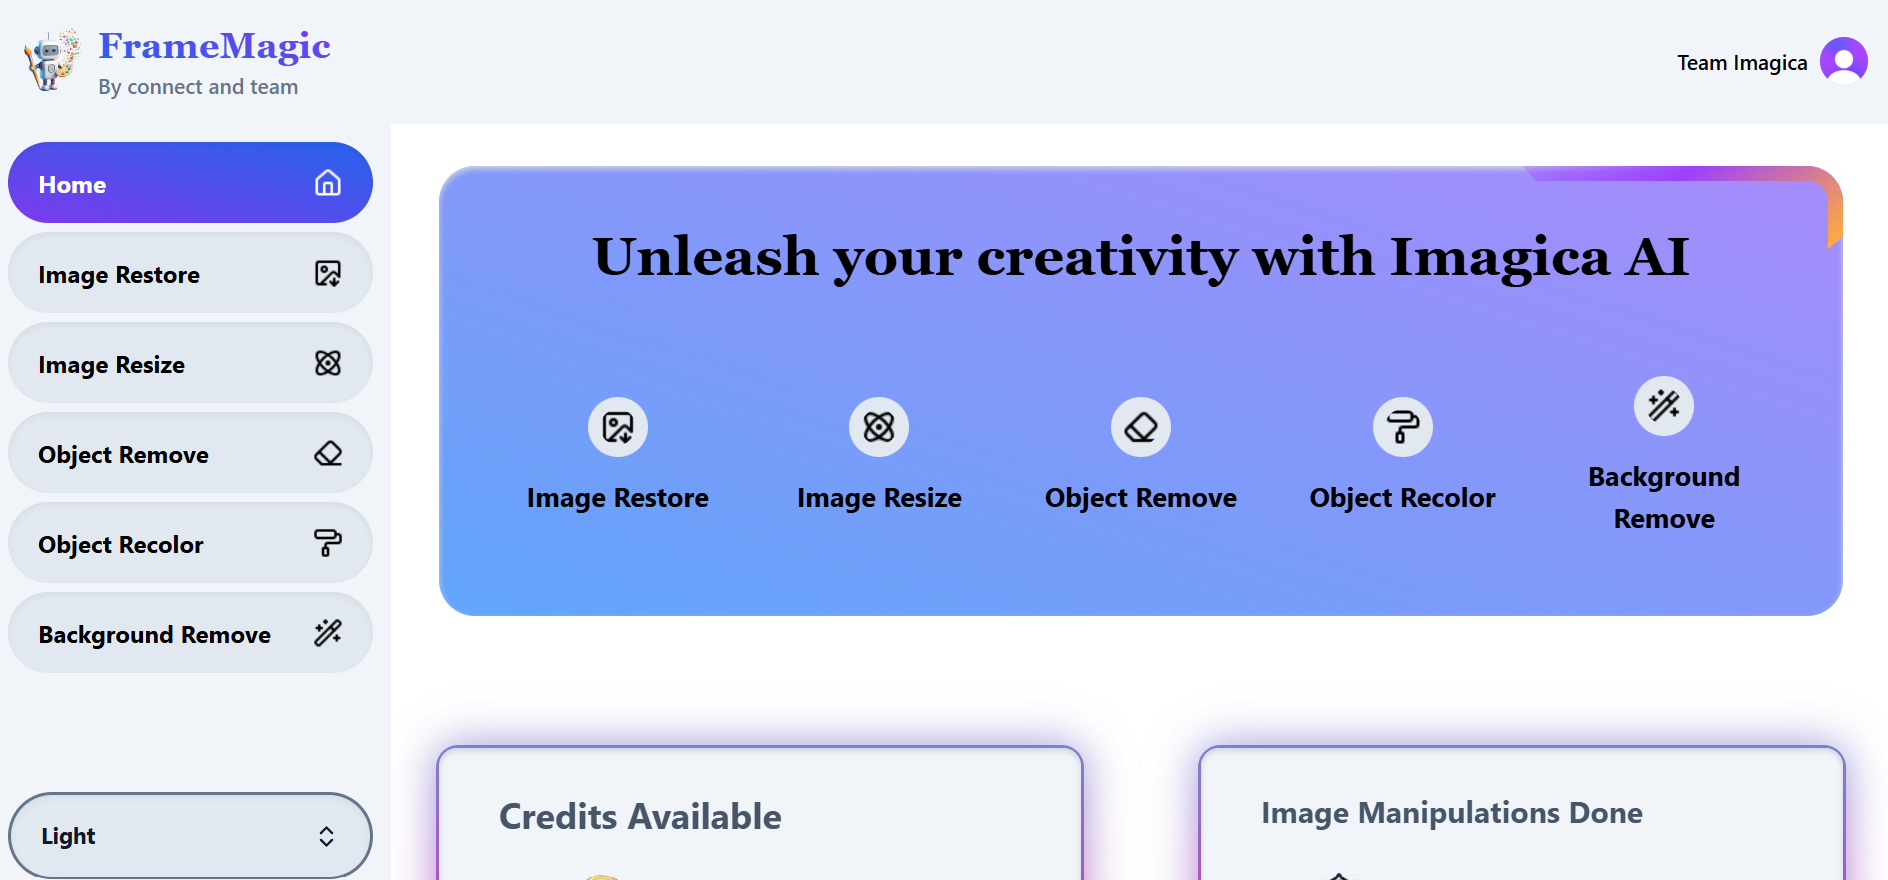 FrameMagic
By connect and team
Team Imagica
Home
Image Restore
Image Resize
Object Remove
Object Recolor
Background Remove
Light
Unleash your creativity with Imagica AI
Image Restore
Image Resize
Object Remove
Object Recolor
Background
Remove
Credits Available
Image Manipulations Done